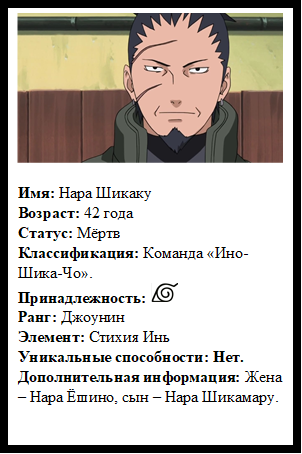 Имя: Нара Шикаку
Возраст: 42 года
Статус: Мёртв
Классификация: Команда «Ино-
Шика-Чо».
Принадлежность:
Ранг: Джоунин
Элемент: Стихия Инь
Уникальные способности: Нет.
Дополнительная информация: Жена
– Нара Ёшино, сын – Нара Шикамару.